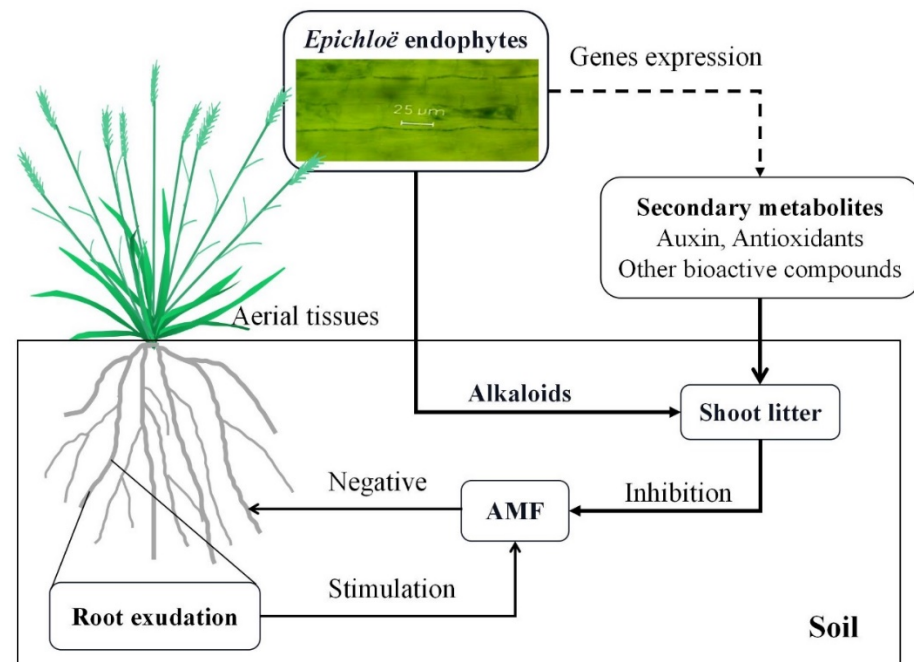 Epichloë endophytes
25 µm
Genes expression
Secondary metabolites
Auxin, Antioxidants
Other bioactive compounds
Aerial tissues
Alkaloids
Shoot litter
Negative
AMF
Inhibition
Stimulation
Root exudation
Soil